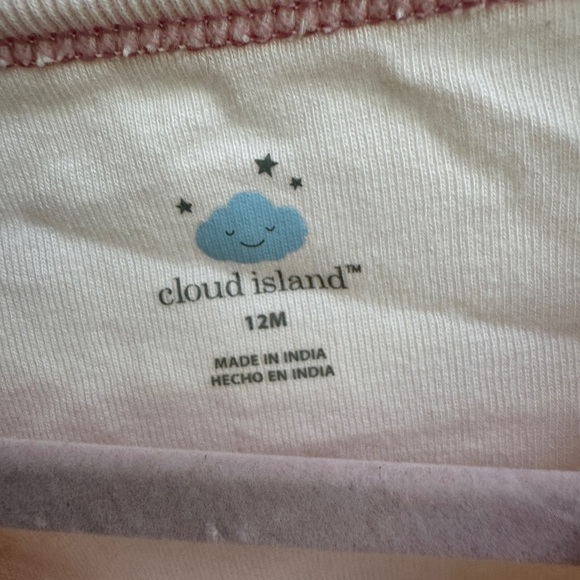 cloud island™
12M
MADE IN INDIA
HECHO EN INDIA